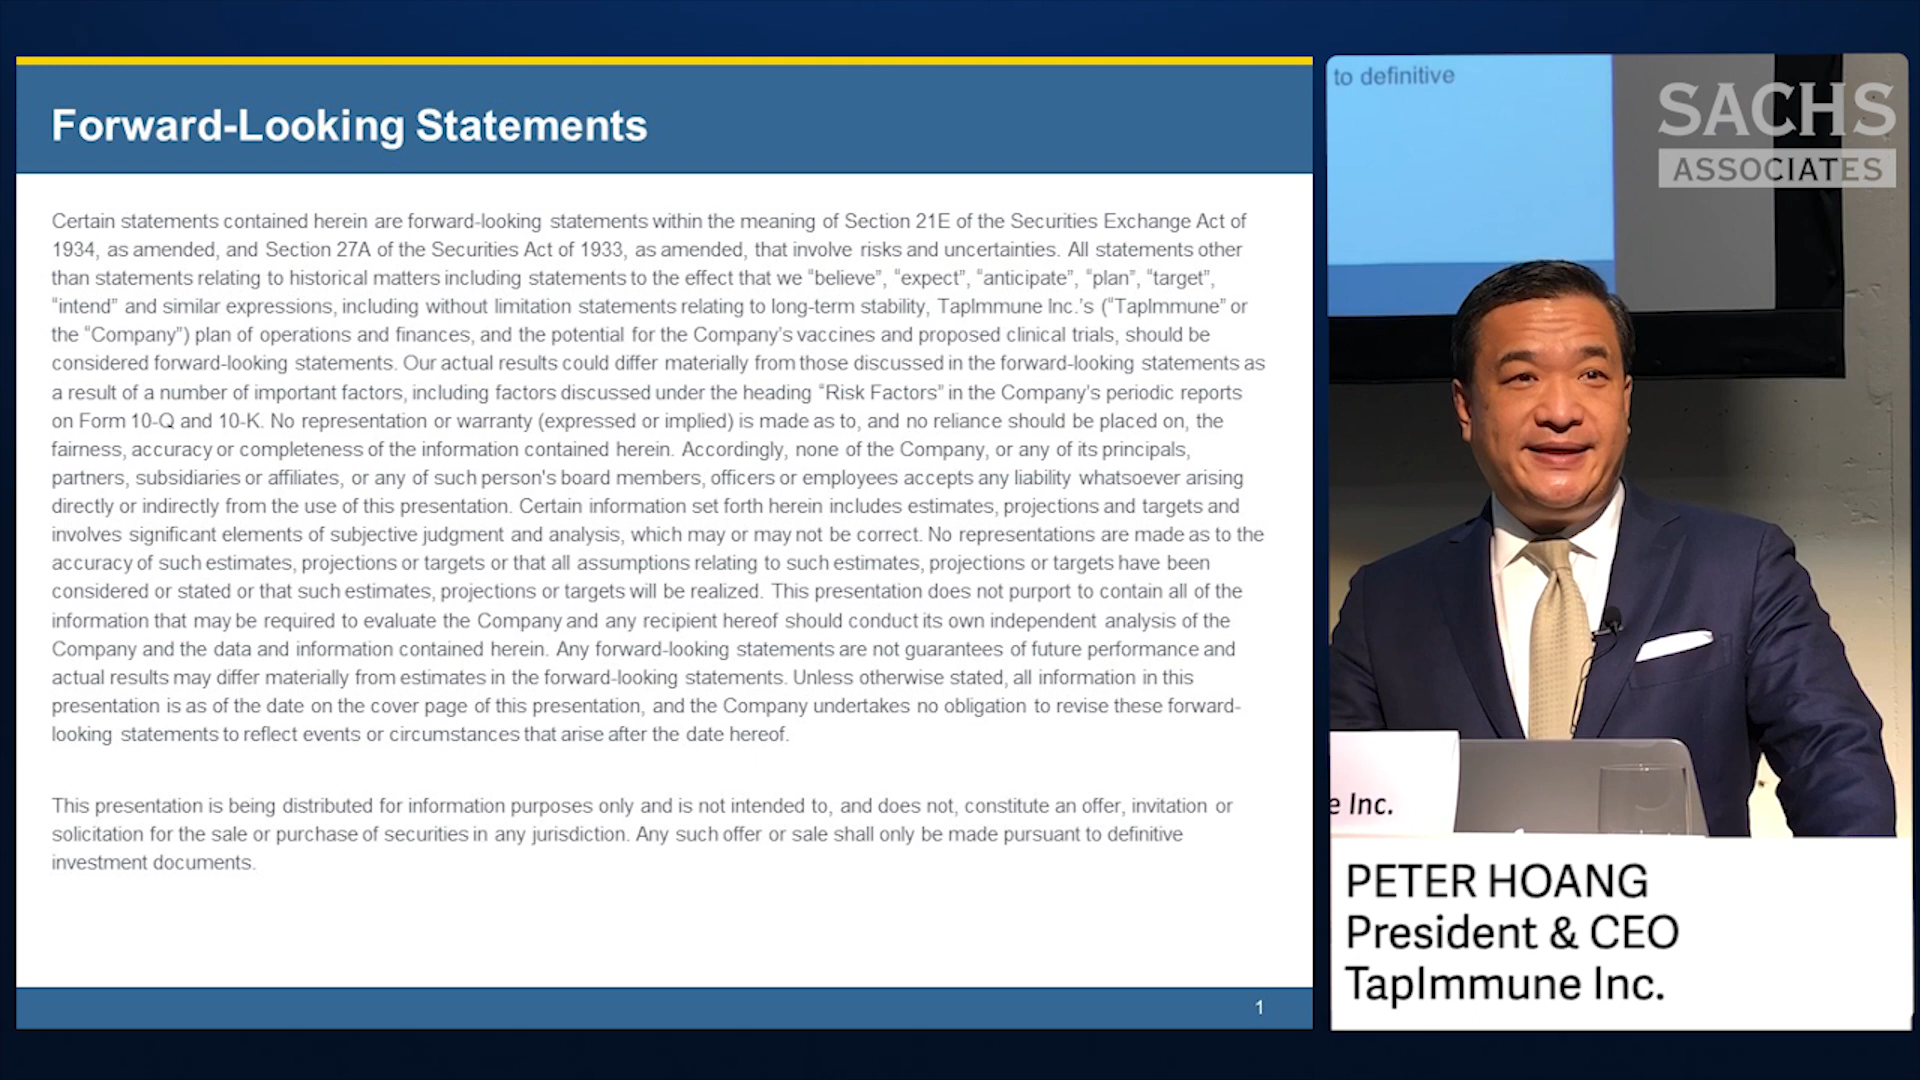 Forward-Looking Statements
Certain statements contained herein are forward-looking statements within the meaning of Section 21E of the Securities Exchange Act of
1934, as amended, and Section 27A of the Securities Act of 1933, as amended, that involve risks and uncertainties. All statements other
than statements relating to historical matters including statements to the effect that we “believe”, “expect”, “anticipate”, “plan”, “target”,
“intend” and similar expressions, including without limitation statements relating to long-term stability, TapImmune Inc.’s (“TapImmune” or
the “Company”) plan of operations and finances, and the potential for the Company’s vaccines and proposed clinical trials, should be
considered forward-looking statements. Our actual results could differ materially from those discussed in the forward-looking statements as
a result of a number of important factors, including factors discussed under the heading “Risk Factors” in the Company’s periodic reports
on Form 10-Q and 10-K. No representation or warranty (expressed or implied) is made as to, and no reliance should be placed on, the
fairness, accuracy or completeness of the information contained herein. Accordingly, none of the Company, or any of its principals,
partners, subsidiaries or affiliates, or any of such person's board members, officers or employees accepts any liability whatsoever arising
directly or indirectly from the use of this presentation. Certain information set forth herein includes estimates, projections and targets and
involves significant elements of subjective judgment and analysis, which may or may not be correct. No representations are made as to the
accuracy of such estimates, projections or targets or that all assumptions relating to such estimates, projections or targets have been
considered or stated or that such estimates, projections or targets will be realized. This presentation does not purport to contain all of the
information that may be required to evaluate the Company and any recipient hereof should conduct its own independent analysis of the
Company and the data and information contained herein. Any forward-looking statements are not guarantees of future performance and
actual results may differ materially from estimates in the forward-looking statements. Unless otherwise stated, all information in this
presentation is as of the date on the cover page of this presentation, and the Company undertakes no obligation to revise these forward-
looking statements to reflect events or circumstances that arise after the date hereof.
This presentation is being distributed for information purposes only and is not intended to, and does not, constitute an offer, invitation or
solicitation for the sale or purchase of securities in any jurisdiction. Any such offer or sale shall only be made pursuant to definitive
investment documents.
1
to definitive
SACHS
ASSOCIATES
e Inc.
PETER HOANG
President & CEO
TapImmune Inc.